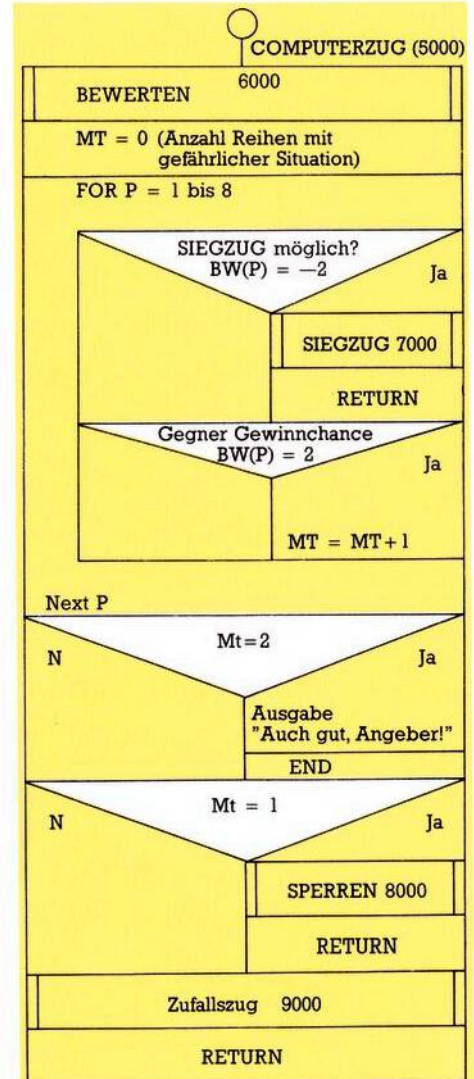 COMPUTERZUG (5000)
6000
BEWERTEN
MT = 0 (Anzahl Reihen mit
gefährlicher Situation)
FOR P = 1 bis 8
SIEGZUG möglich?
BW(P) = —2
Ja
SIEGZUG 7000
RETURN
Gegner Gewinnchance
BW(P) = 2
Ja
MT = MT+1
Next P
Mt=2
N
Ja
Ausgabe
"Auch gut, Angeber!"
END
Mt = 1
N
Ja
SPERREN 8000
RETURN
Zufallszug 9000
RETURN